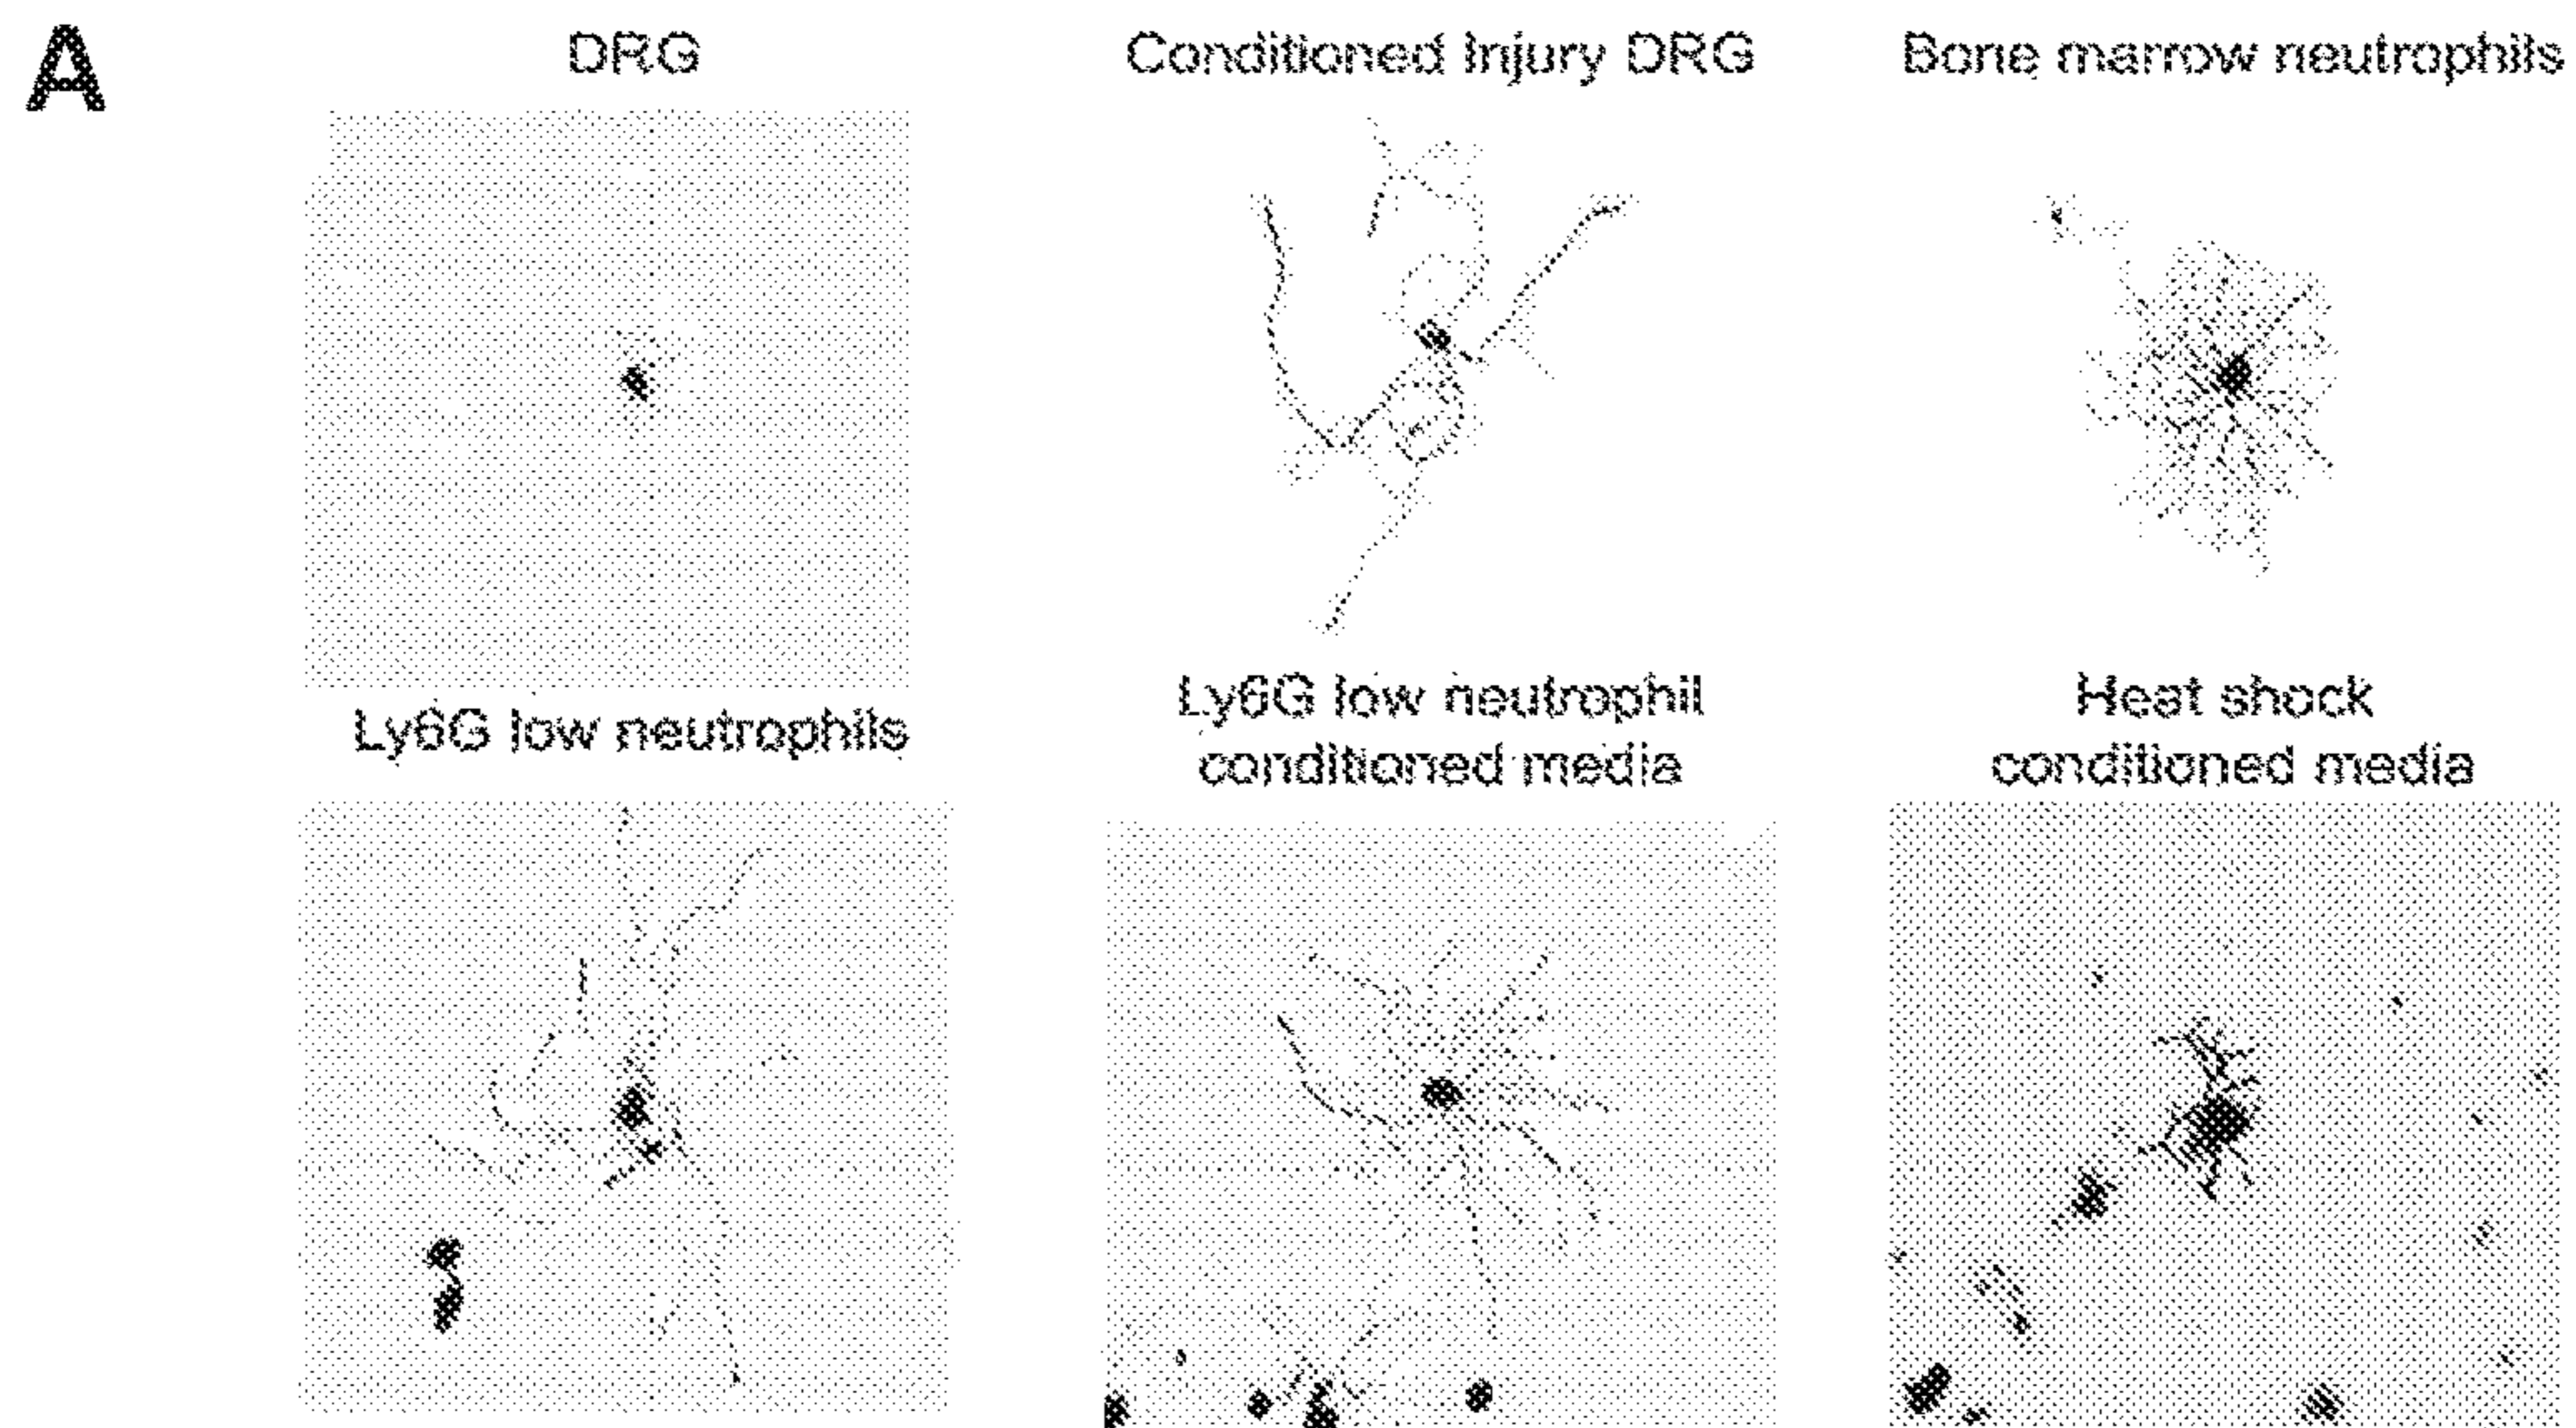 A
DRG
Conditioned Injury DRG
Bone marrow neutrophils
Ly6G low neutrophils
Ly6G low neutrophil
conditioned media
Heat shock
conditioned media